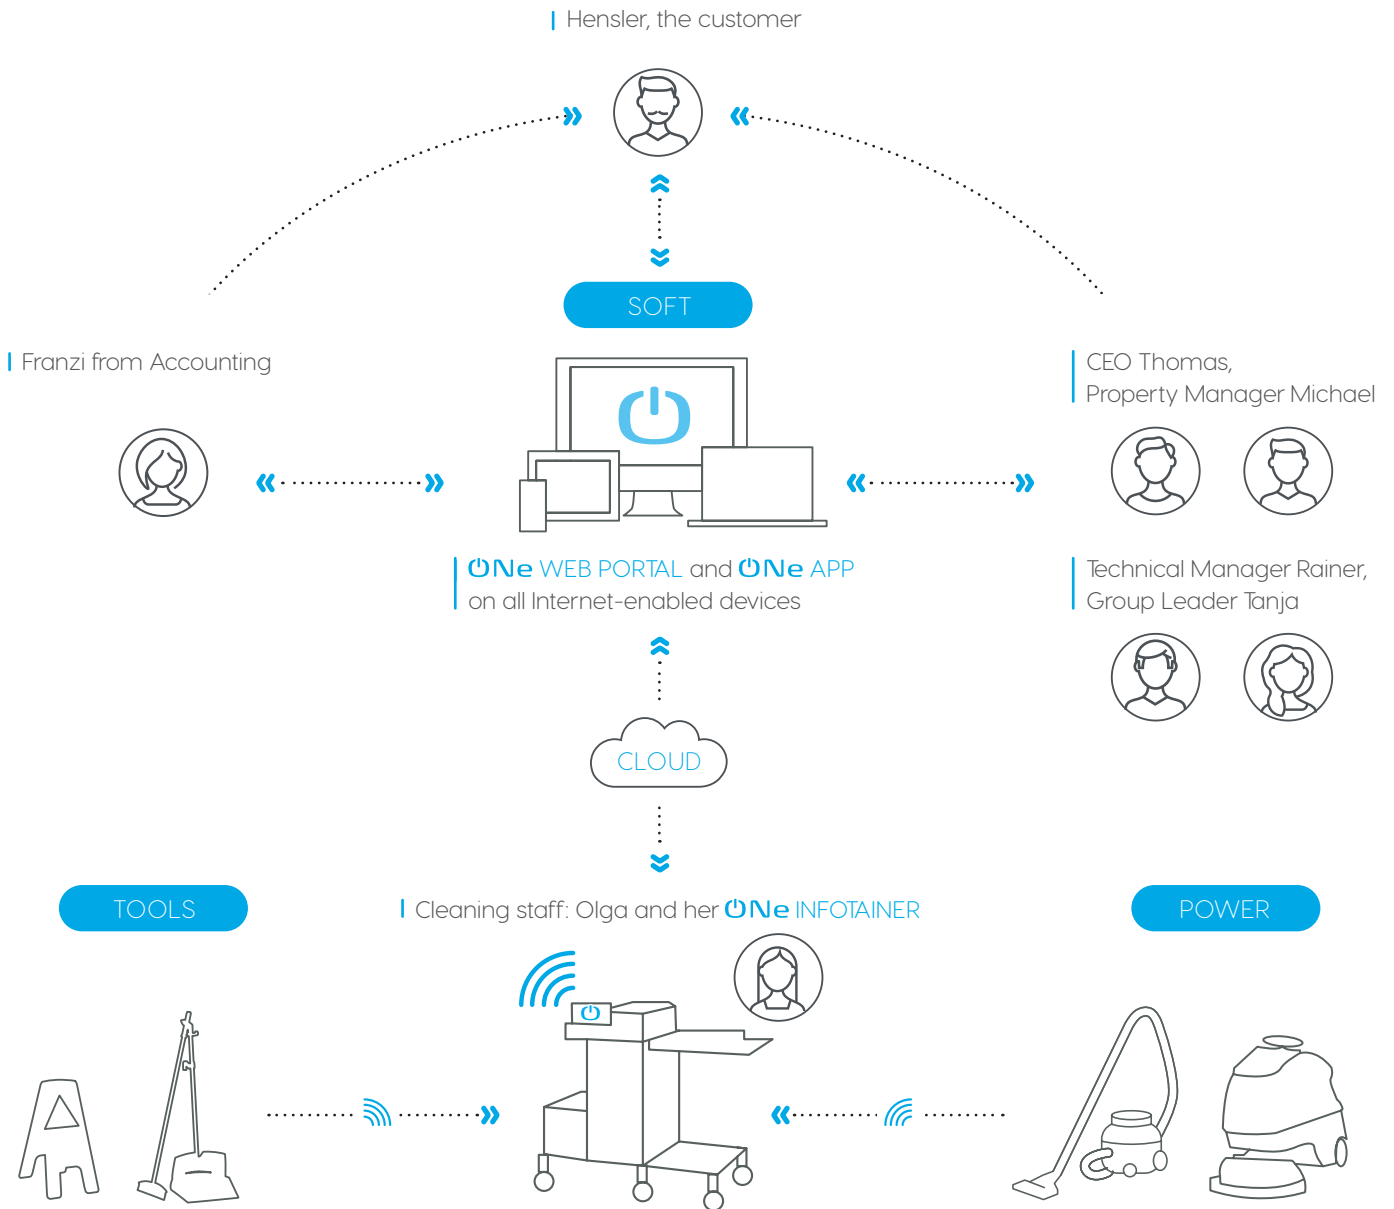 Hensler, the customer
SOFT
Franzi from Accounting
CEO Thomas,
Property Manager Michael
ONe WEB PORTAL and ONe APP
on all Internet-enabled devices
Technical Manager Rainer,
Group Leader Tanja
CLOUD
TOOLS
Cleaning staff: Olga and her ONe INFOTAINER
POWER